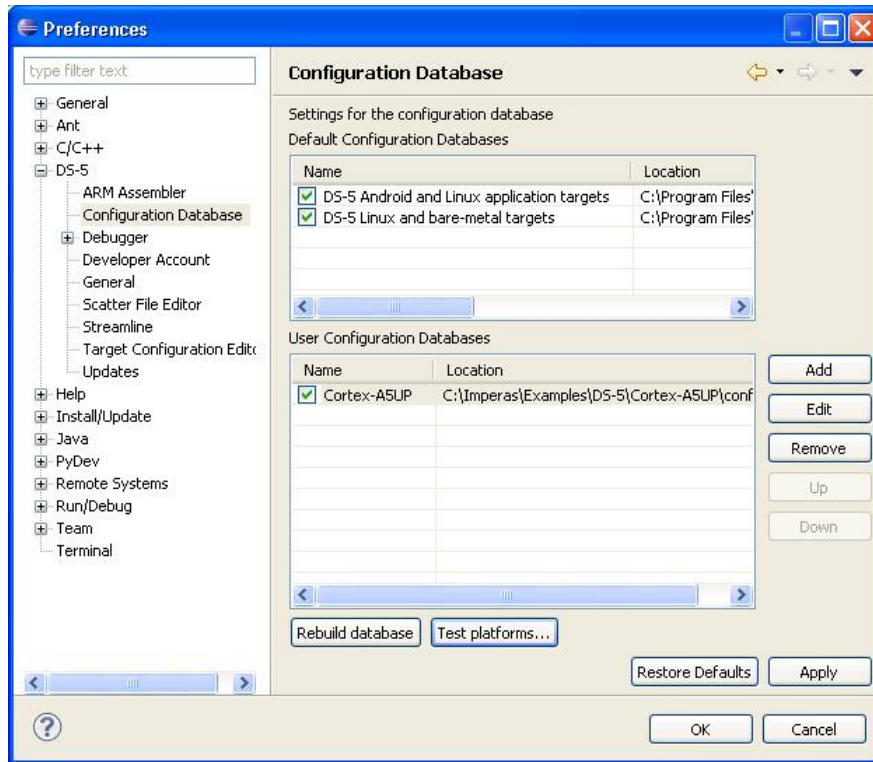 Preferences
type filter text
General
Ant
C/C++
DS-5
ARM Assembler
Configuration Database
Debugger
Developer Account
General
Scatter File Editor
Streamline
Target Configuration Edito
Updates
Help
Install/Update
Java
PyDev
Remote Systems
Run/Debug
Team
Terminal
Configuration Database
Settings for the configuration database
Default Configuration Databases
Name Location
DS-5 Android and Linux application targets C:\Program Files'
DS-5 Linux and bare-metal targets C:\Program Files'
User Configuration Databases
Name Location
Cortex-A5UP C:\Imperas\Examples\DS-5\Cortex-A5UP\conf
Add
Edit
Remove
Up
Down
Rebuild database Test platforms...
Restore Defaults Apply
? OK Cancel